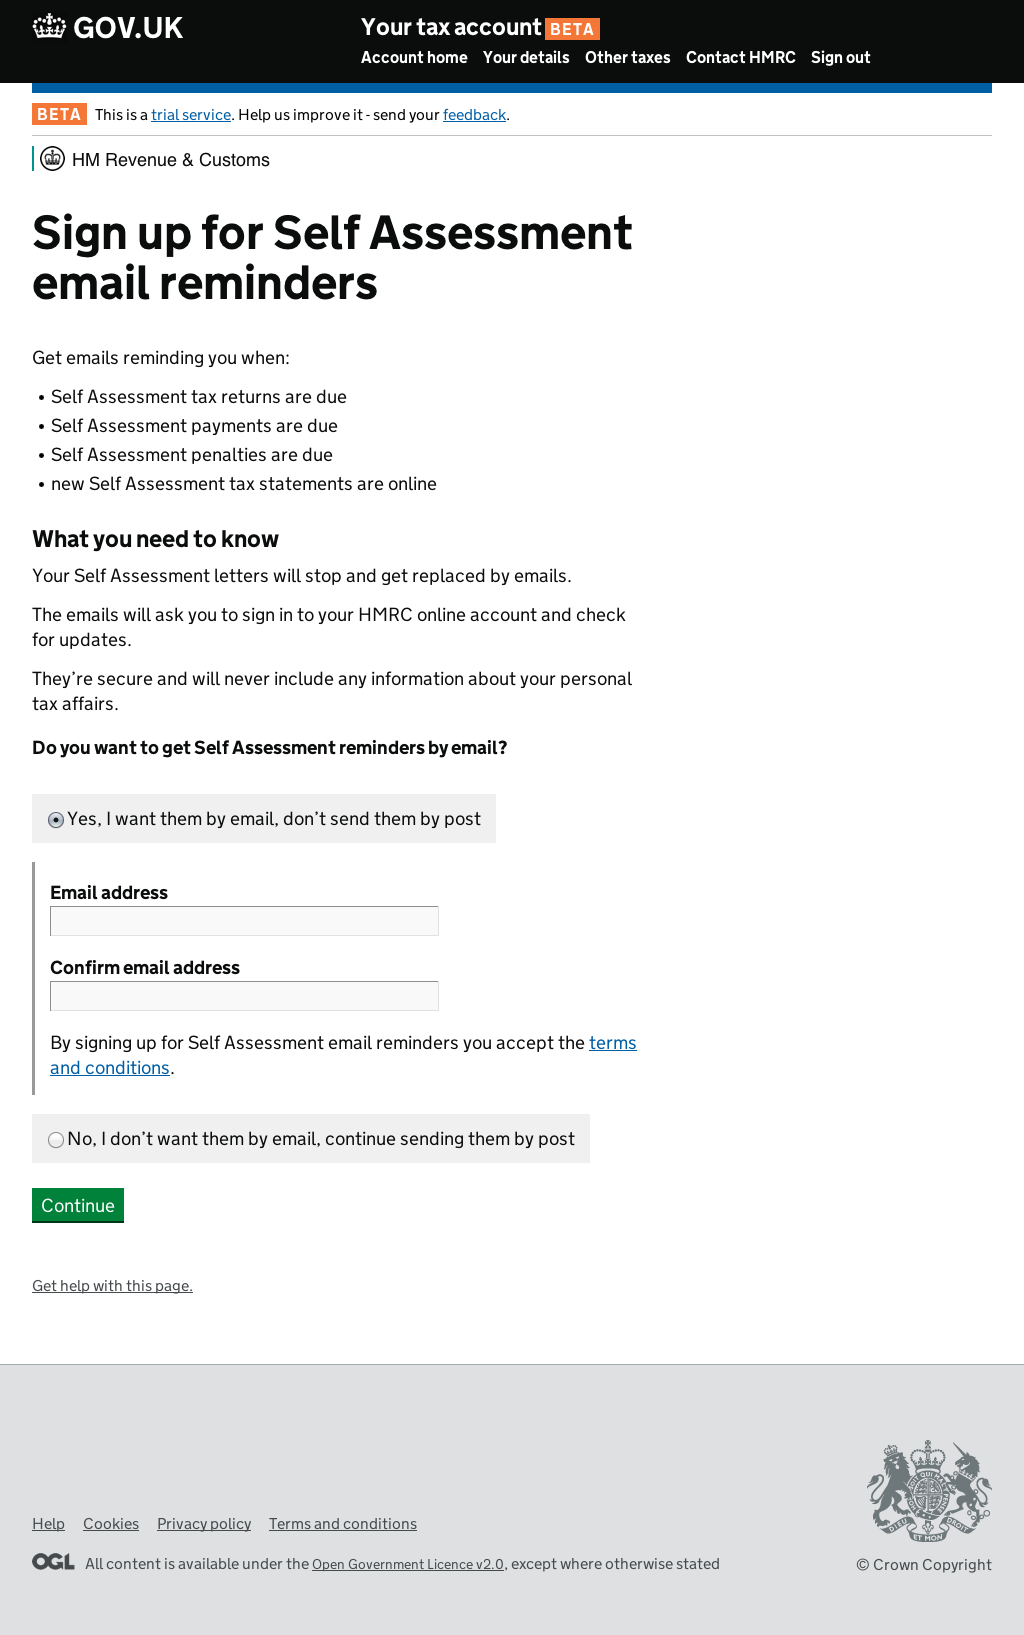 GOV.UK
Your tax account BETA
Account home Your details Other taxes Contact HMRC Sign out
BETA This is a trial service. Help us improve it - send your feedback.
HM Revenue & Customs
Sign up for Self Assessment
email reminders
Get emails reminding you when:
• Self Assessment tax returns are due
• Self Assessment payments are due
• Self Assessment penalties are due
• new Self Assessment tax statements are online
What you need to know
Your Self Assessment letters will stop and get replaced by emails.
The emails will ask you to sign in to your HMRC online account and check
for updates.
They’re secure and will never include any information about your personal
tax affairs.
Do you want to get Self Assessment reminders by email?
Yes, I want them by email, don’t send them by post
Email address
Confirm email address
By signing up for Self Assessment email reminders you accept the terms
and conditions.
No, I don’t want them by email, continue sending them by post
Continue
Get help with this page.
DIEU ET MON DROIT
Help Cookies Privacy policy Terms and conditions
OGL All content is available under the Open Government Licence v2.0, except where otherwise stated
© Crown Copyright